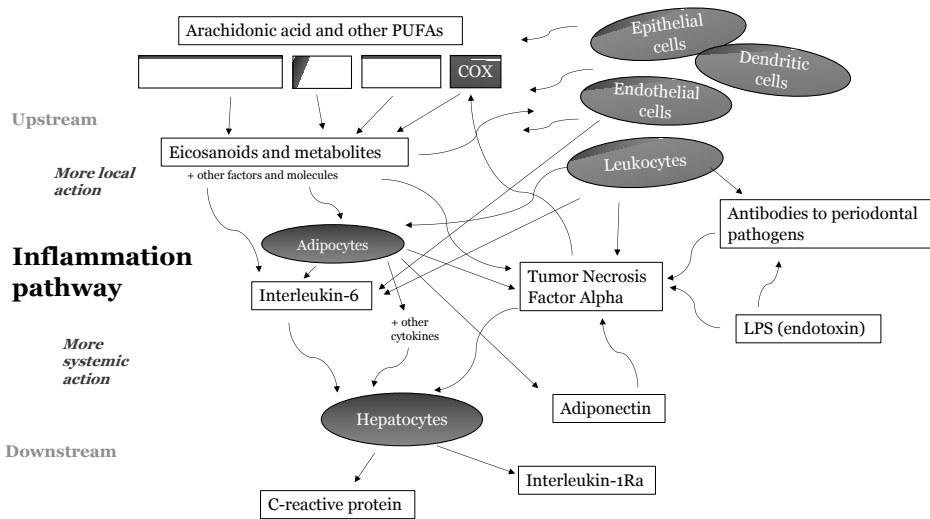 Arachidonic acid and other PUFAs
Epithelial
cells
Dendritic
cells
COX
Endothelial
cells
Upstream
Eicosanoids and metabolites
+ other factors and molecules
Leukocytes
More local
action
Antibodies to periodontal
pathogens
Adipocytes
Inflammation
pathway
Tumor Necrosis
Factor Alpha
Interleukin-6
+ other
cytokines
LPS (endotoxin)
More
systemic
action
Adiponectin
Hepatocytes
Downstream
Interleukin-1Ra
C-reactive protein